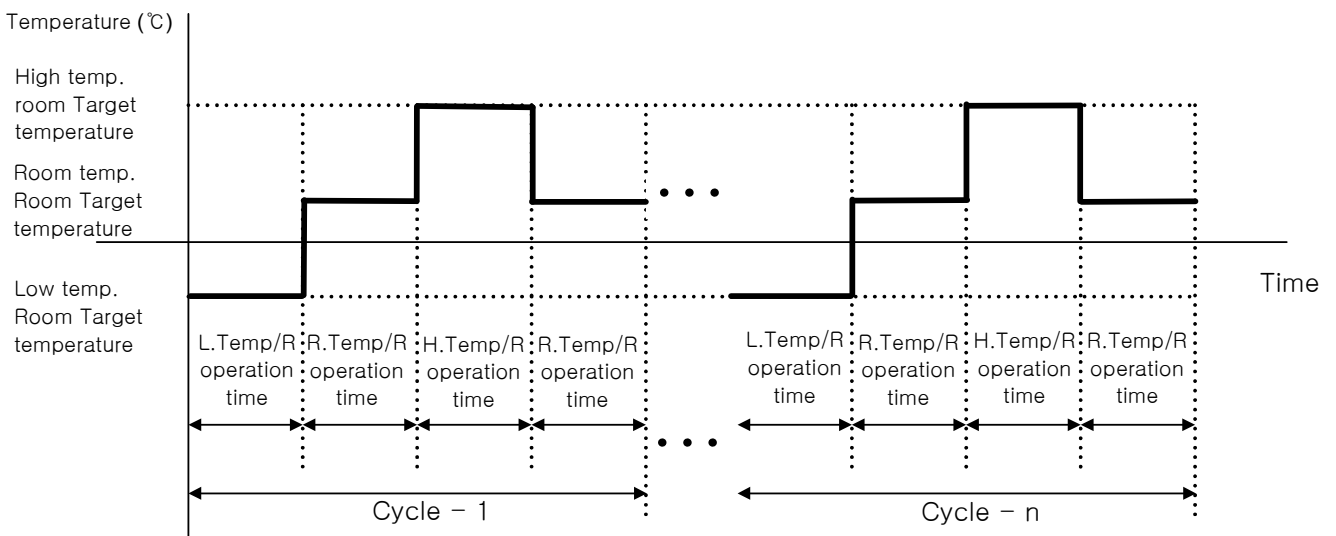 Temperature (℃)
High temp.
room Target
temperature
Room temp.
Room Target
temperature
Low temp.
Room Target
temperature
Time
L.Temp/R
operation
time
R.Temp/R
operation
time
H.Temp/R
operation
time
R.Temp/R
operation
time
L.Temp/R
operation
time
R.Temp/R
operation
time
H.Temp/R
operation
time
R.Temp/R
operation
time
Cycle - 1
Cycle - n